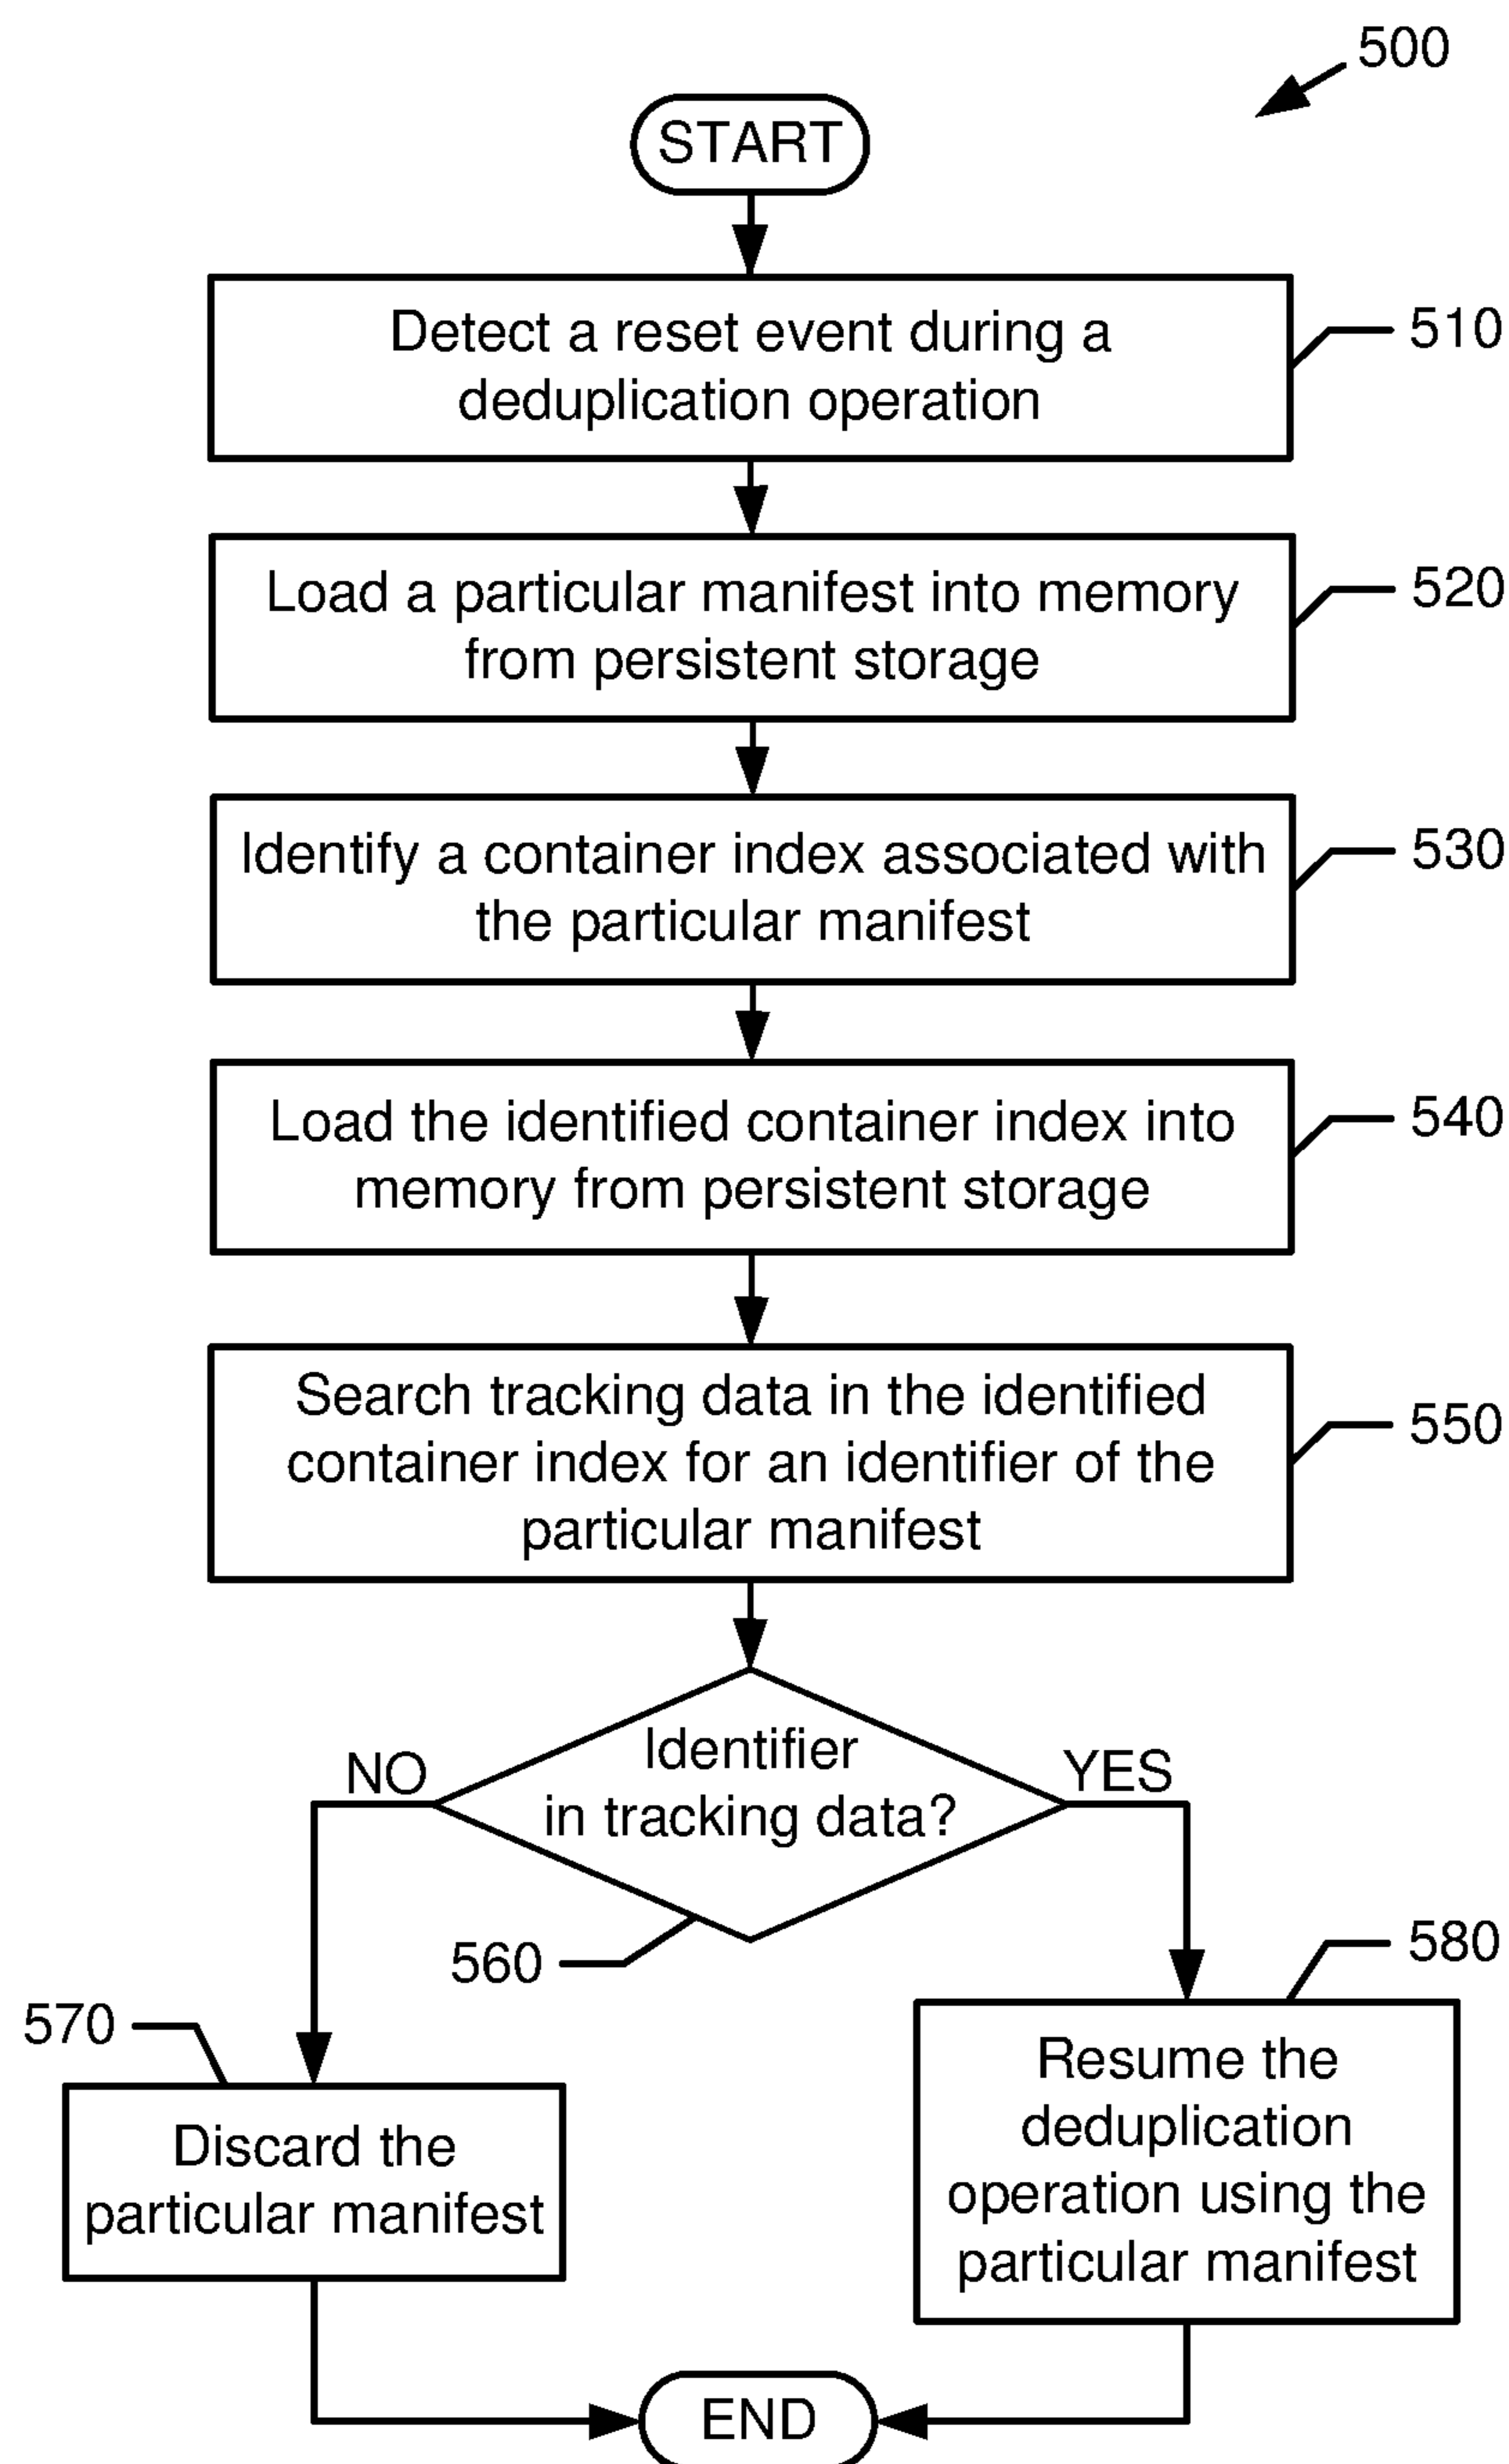 500
START
Detect a reset event during a
deduplication operation
510
Load a particular manifest into memory
from persistent storage
520
Identify a container index associated with
the particular manifest
530
Load the identified container index into
memory from persistent storage
540
Search tracking data in the identified
container index for an identifier of the
particular manifest
550
Identifier
in tracking data?
NO
YES
560
570
580
Discard the
particular manifest
Resume the
deduplication
operation using the
particular manifest
END